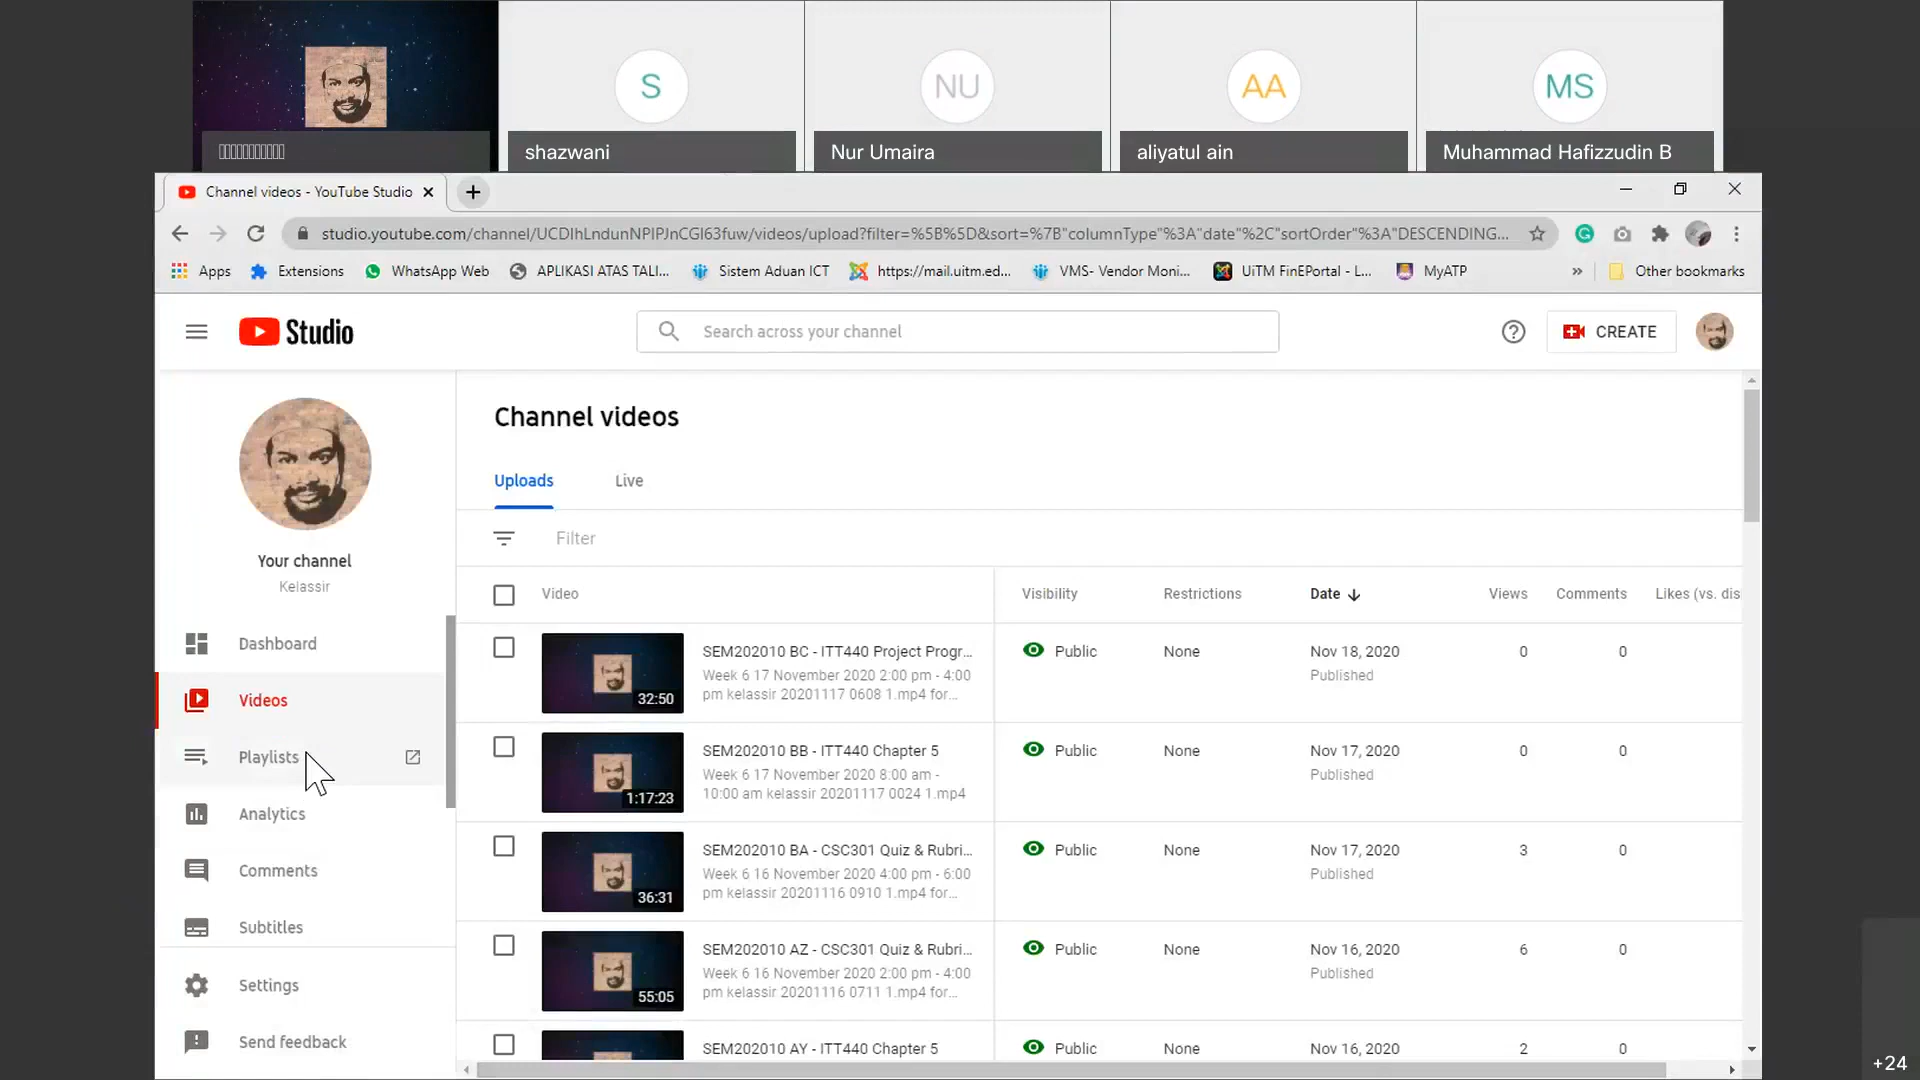 S
NU
AA
MS
shazwani
Nur Umaira
aliyatul ain
Muhammad Hafizzudin B
Channel videos - YouTube Studio
studio.youtube.com/channel/UCDIhLndunNPIPJnCGI63fuw/videos/upload?filter=%5B%5D&sort=%7B"columnType"%3A"date"%2C"sortOrder"%3A"DESCENDING...
Apps
Extensions
WhatsApp Web
APLIKASI ATAS TALI...
Sistem Aduan ICT
https://mail.uitm.ed...
VMS- Vendor Moni...
UiTM FinEPortal - L...
MyATP
»
Other bookmarks
Studio
Search across your channel
CREATE
Your channel
Kelassir
Dashboard
Videos
Playlists
Analytics
Comments
Subtitles
Settings
Send feedback
Channel videos
Uploads
Live
Filter
Video
Visibility
Restrictions
Date
Views
Comments
Likes (vs. dis
32:50
SEM202010 BC - ITT440 Project Progr...
Week 6 17 November 2020 2:00 pm - 4:00
pm kelassir 20201117 0608 1.mp4 for...
Public
None
Nov 18, 2020
Published
0
0
1:17:23
SEM202010 BB - ITT440 Chapter 5
Week 6 17 November 2020 8:00 am -
10:00 am kelassir 20201117 0024 1.mp4
Public
None
Nov 17, 2020
Published
0
0
36:31
SEM202010 BA - CSC301 Quiz & Rubri...
Week 6 16 November 2020 4:00 pm - 6:00
pm kelassir 20201116 0910 1.mp4 for...
Public
None
Nov 17, 2020
Published
3
0
55:05
SEM202010 AZ - CSC301 Quiz & Rubri...
Week 6 16 November 2020 2:00 pm - 4:00
pm kelassir 20201116 0711 1.mp4 for...
Public
None
Nov 16, 2020
Published
6
0
SEM202010 AY - ITT440 Chapter 5
Public
None
Nov 16, 2020
2
0
+24